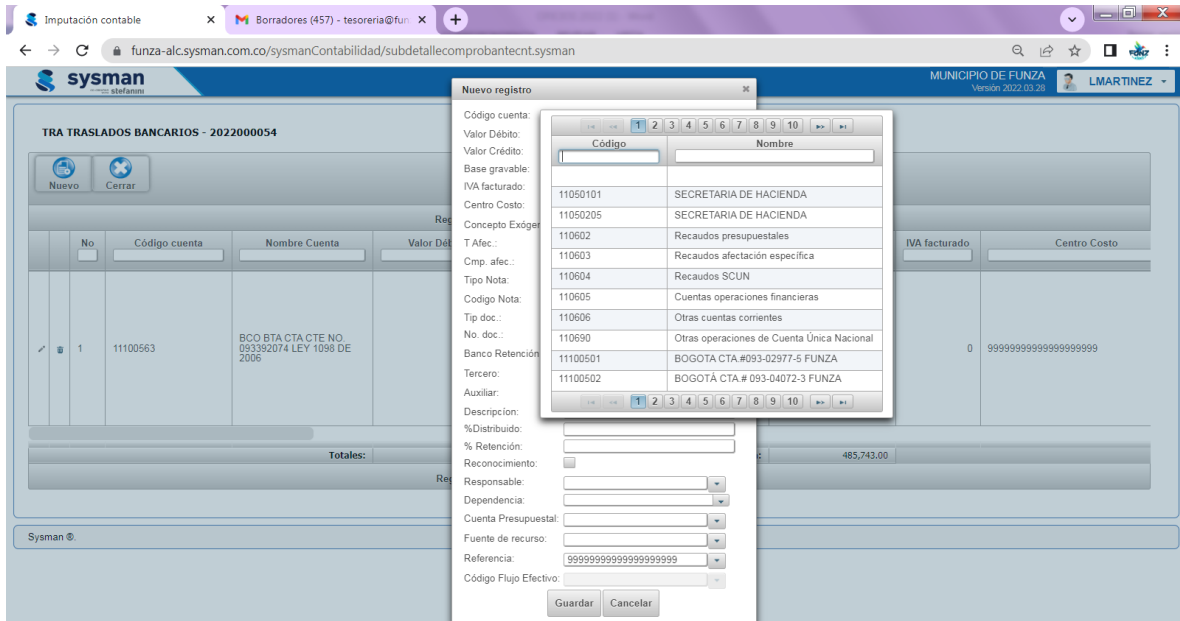 Imputación contable
Borradores (457) - tesoreria@fun
funza-alc.sysman.com.co/sysmanContabilidad/subdetallecomprobantecnt.sysman
sysman
stefanini
MUNICIPIO DE FUNZA
Versión 2022.03.28
LMARTINEZ
TRA TRASLADOS BANCARIOS - 2022000054
Nuevo
Cerrar
Reg
No
Código cuenta
Nombre Cuenta
Valor Déb
IVA facturado
Centro Costo
1
11100563
BCO BTA CTA CTE NO.
093392074 LEY 1098 DE
2006
0
99999999999999999999
Totales:
485,743.00
Reg
Sysman ®.
Nuevo registro
Código cuenta:
Valor Débito:
Valor Crédito:
Base gravable:
IVA facturado:
Centro Costo:
Concepto Exógen
T Afec.:
Cmp. afec.:
Tipo Nota:
Codigo Nota:
Tip doc.:
No. doc.:
Banco Retención
Tercero:
Auxiliar:
Descripcíon:
%Distribuido:
% Retención:
Reconocimiento:
Responsable:
Dependencia:
Cuenta Presupuestal:
Fuente de recurso:
Referencia: 99999999999999999999
Código Flujo Efectivo:
Guardar Cancelar
1 2 3 4 5 6 7 8 9 10
Código Nombre
11050101 SECRETARIA DE HACIENDA
11050205 SECRETARIA DE HACIENDA
110602 Recaudos presupuestales
110603 Recaudos afectación específica
110604 Recaudos SCUN
110605 Cuentas operaciones financieras
110606 Otras cuentas corrientes
110690 Otras operaciones de Cuenta Única Nacional
11100501 BOGOTA CTA.#093-02977-5 FUNZA
11100502 BOGOTÁ CTA.# 093-04072-3 FUNZA
1 2 3 4 5 6 7 8 9 10